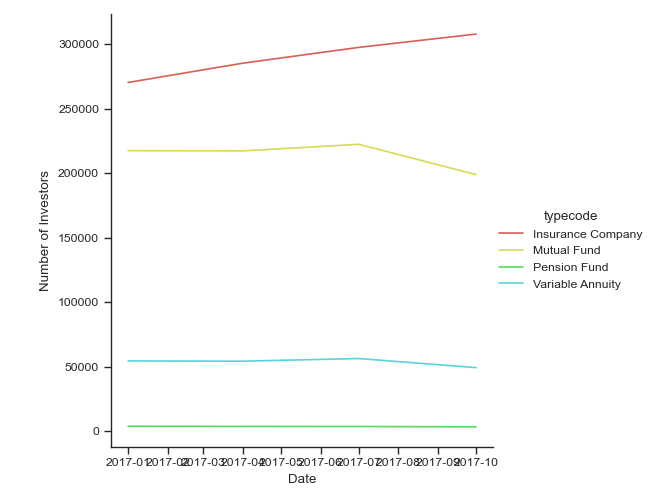 300000
250000
200000
150000
100000
50000
0
Number of Investors
2017-01 2017-02 2017-03 2017-04 2017-05 2017-06 2017-07 2017-08 2017-09 2017-10
Date
typecode
Insurance Company
Mutual Fund
Pension Fund
Variable Annuity